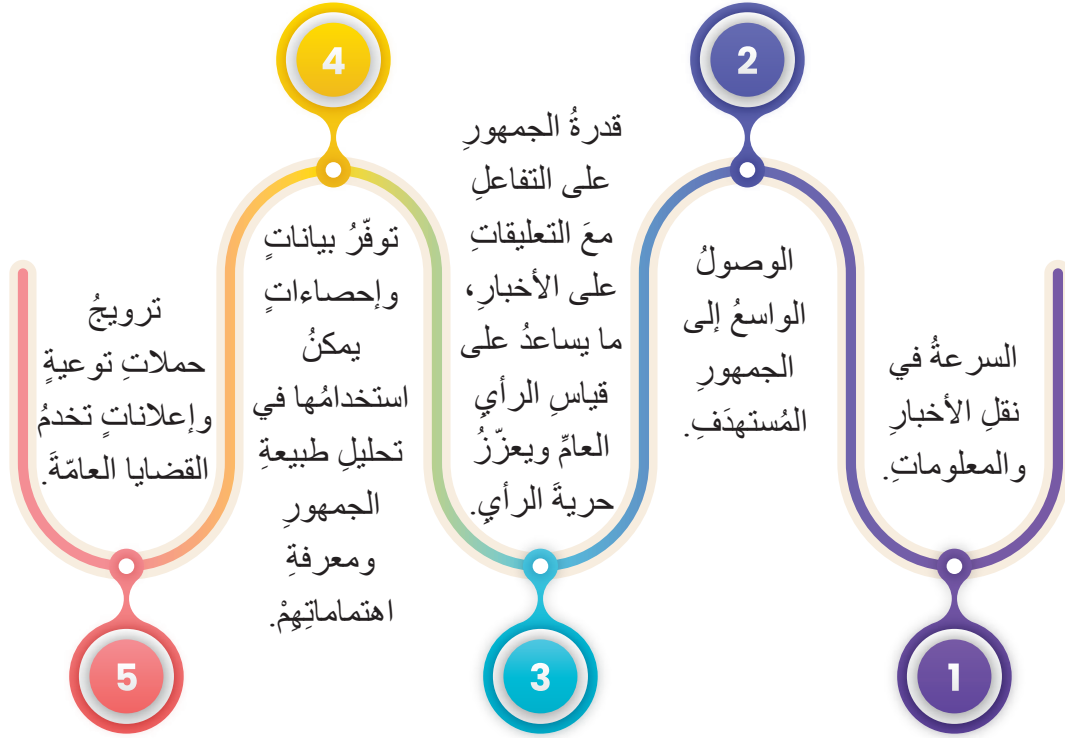 1
السرعةُ في
نقلِ الأخبارِ
والمعلوماتِ.
2
الوصولُ
الواسعُ إلى
الجمهورِ
المُستهدَفِ.
3
قدرةُ الجمهورِ
على التفاعلِ
معَ التعليقاتِ
على الأخبارِ،
ما يساعدُ على
قياسِ الرأيِ
العامِّ ويعزّزُ
حريةَ الرأيِ.
4
توفّرُ بياناتٍ
وإحصاءاتٍ
يمكنُ
استخدامُها في
تحليلِ طبيعةِ
الجمهورِ
ومعرفةِ
اهتماماتِهِمْ.
5
ترويجُ
حملاتِ توعيةٍ
وإعلاناتٍ تخدمُ
القضايا العامّةَ.